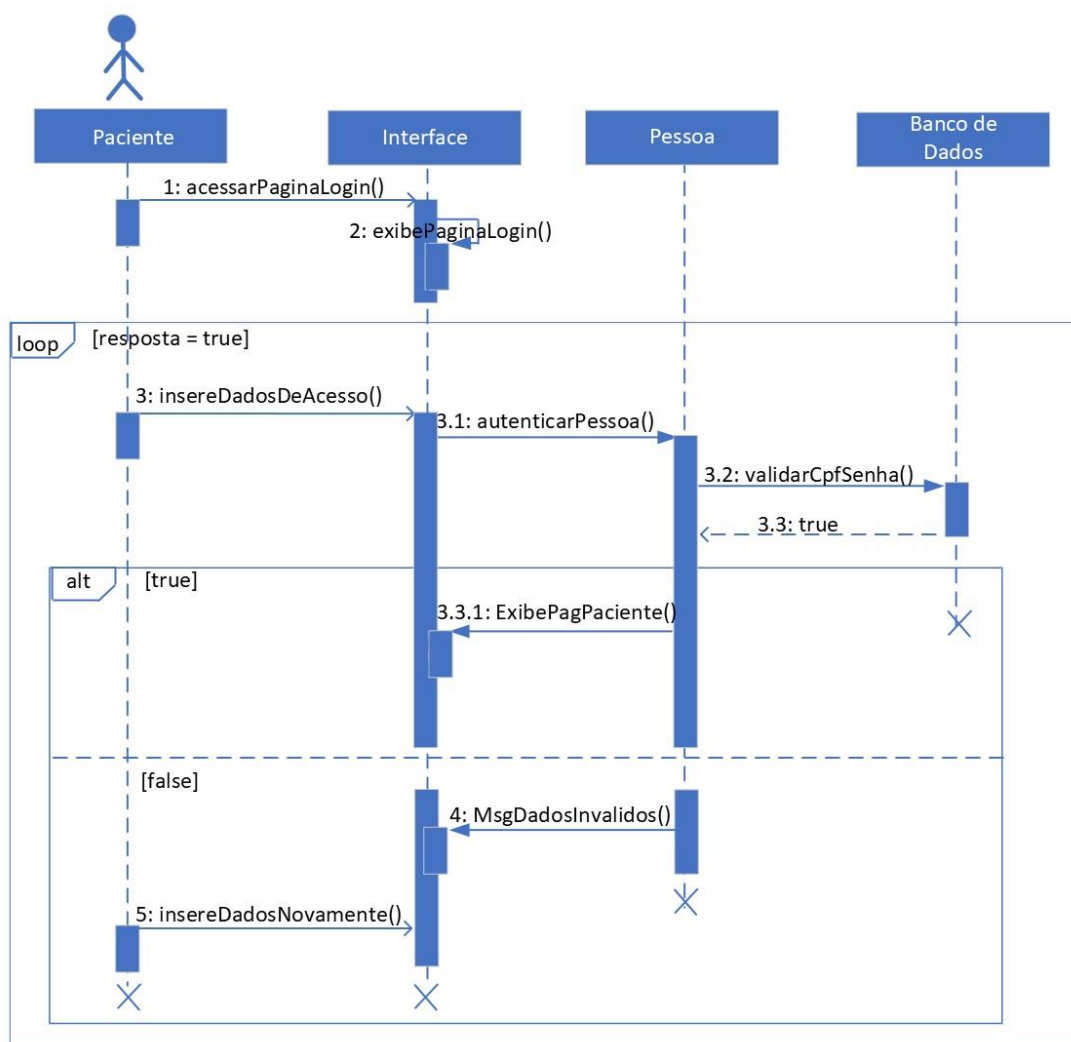 Paciente
Interface
Pessoa
Banco de
Dados
1: acessarPaginaLogin()
2: exibePaginaLogin()
loop
[resposta = true]
3: insereDadosDeAcesso()
3.1: autenticarPessoa()
3.2: validarCpfSenha()
3.3: true
alt
[true]
3.3.1: ExibePagPaciente()
[false]
4: MsgDadosInvalidos()
5: insereDadosNovamente()